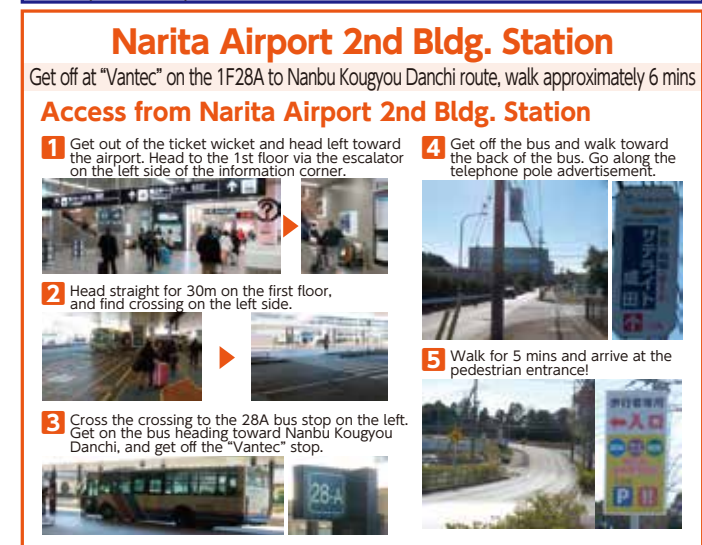 Narita Airport 2nd Bldg. Station
Get off at “Vantec” on the 1F28A to Nanbu Kougyou Danchi route, walk approximately 6 mins
Access from Narita Airport 2nd Bldg. Station
1 Get out of the ticket wicket and head left toward
the airport. Head to the 1st floor via the escalator
on the left side of the information corner.
?
2 Head straight for 30m on the first floor,
and find crossing on the left side.
3 Cross the crossing to the 28A bus stop on the left.
Get on the bus heading toward Nanbu Kougyou
Danchi, and get off the “Vantec” stop.
28-A
4 Get off the bus and walk toward
the back of the bus. Go along the
telephone pole advertisement.
サテライト成田
5 Walk for 5 mins and arrive at the
pedestrian entrance!
歩行者専用
入口
P